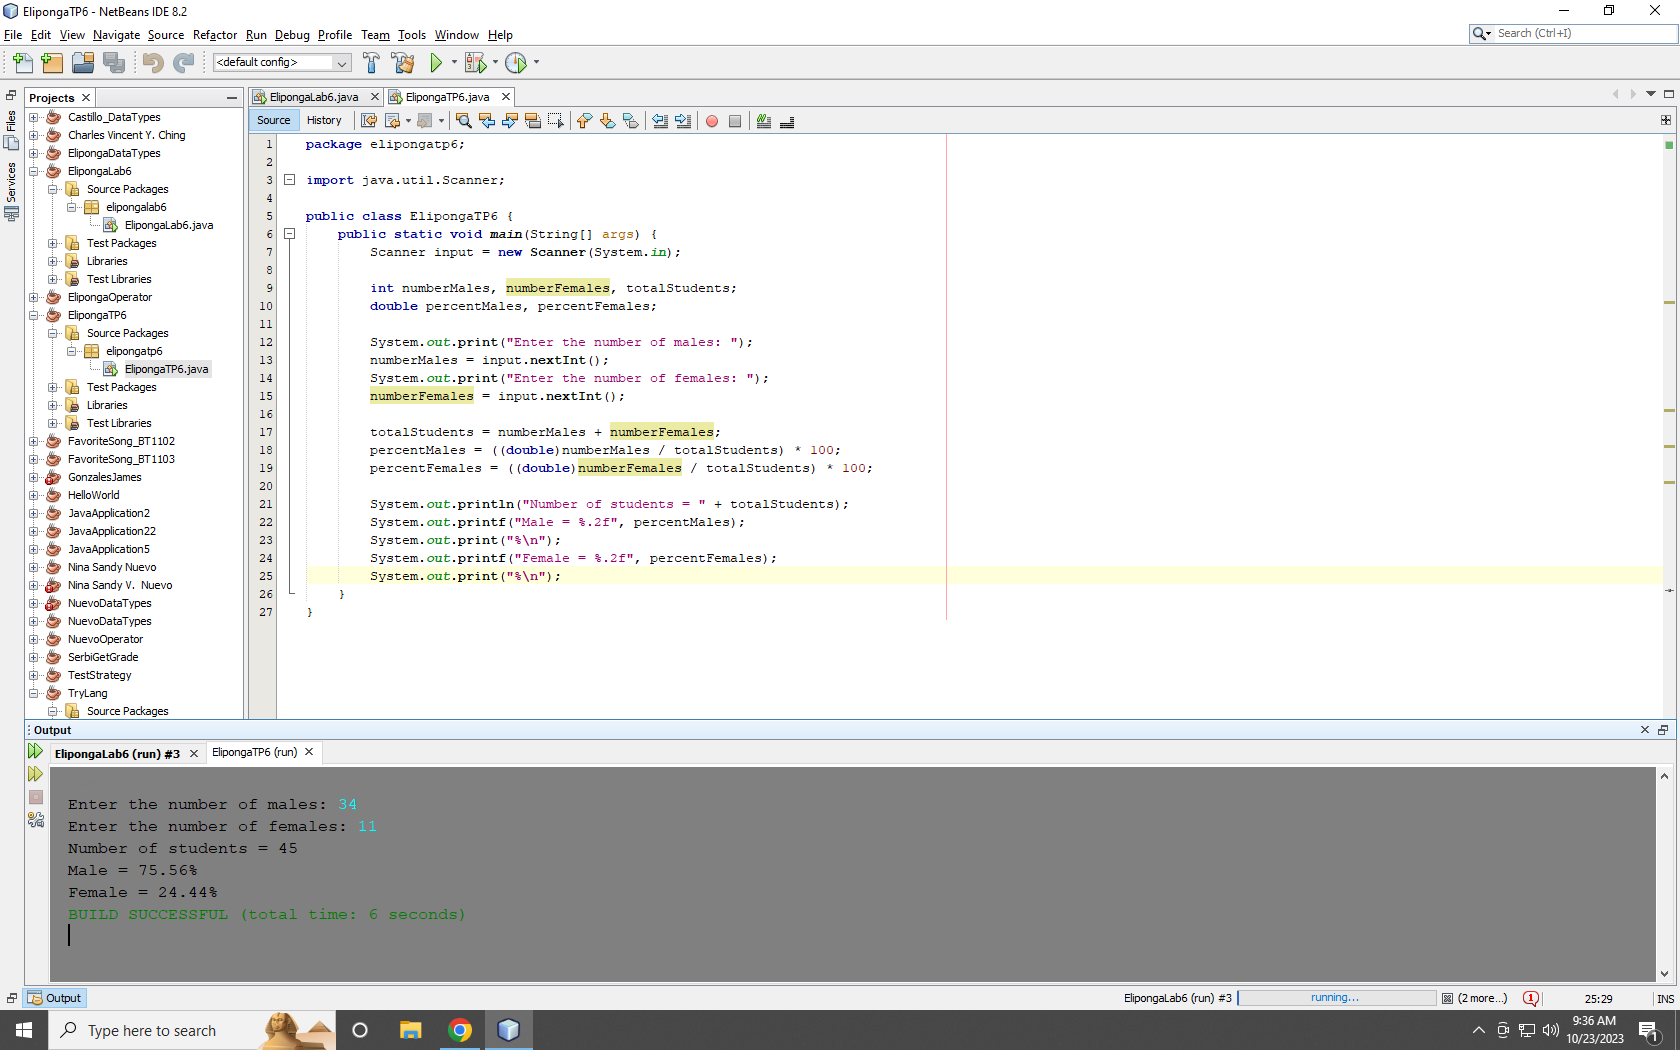 ElipongaTP6 - NetBeans IDE 8.2
File Edit View Navigate Source Refactor Run Debug Profile Team Tools Window Help
Search (Ctrl+I)
<default config>
Files
Services
Projects
Castillo_DataTypes
Charles Vincent Y. Ching
ElipongaDataTypes
ElipongaLab6
Source Packages
elipongalab6
ElipongaLab6.java
Test Packages
Libraries
Test Libraries
ElipongaOperator
ElipongaTP6
Source Packages
elipongatp6
ElipongaTP6.java
Test Packages
Libraries
Test Libraries
FavoriteSong_BT1102
FavoriteSong_BT1103
GonzalesJames
HelloWorld
JavaApplication2
JavaApplication22
JavaApplication5
Nina Sandy Nuevo
Nina Sandy V. Nuevo
NuevoDataTypes
NuevoDataTypes
NuevoOperator
SerbiGetGrade
TestStrategy
TryLang
Source Packages
ElipongaLab6.java ElipongaTP6.java
Source History
1 package elipongatp6;
2
3 import java.util.Scanner;
4
5 public class ElipongaTP6 {
6 public static void main(String[] args) {
7 Scanner input = new Scanner(System.in);
8
9 int numberMales, numberFemales, totalStudents;
10 double percentMales, percentFemales;
11
12 System.out.print("Enter the number of males: ");
13 numberMales = input.nextInt();
14 System.out.print("Enter the number of females: ");
15 numberFemales = input.nextInt();
16
17 totalStudents = numberMales + numberFemales;
18 percentMales = ((double)numberMales / totalStudents) * 100;
19 percentFemales = ((double)numberFemales / totalStudents) * 100;
20
21 System.out.println("Number of students = " + totalStudents);
22 System.out.printf("Male = %.2f", percentMales);
23 System.out.print("%\n");
24 System.out.printf("Female = %.2f", percentFemales);
25 System.out.print("%\n");
26 }
27 }
Output
ElipongaLab6 (run) #3 ElipongaTP6 (run)
Enter the number of males: 34
Enter the number of females: 11
Number of students = 45
Male = 75.56%
Female = 24.44%
BUILD SUCCESSFUL (total time: 6 seconds)
Output
ElipongaLab6 (run) #3 running... (2 more...) 1 25:29 INS
Type here to search
9:36 AM
10/23/2023
1